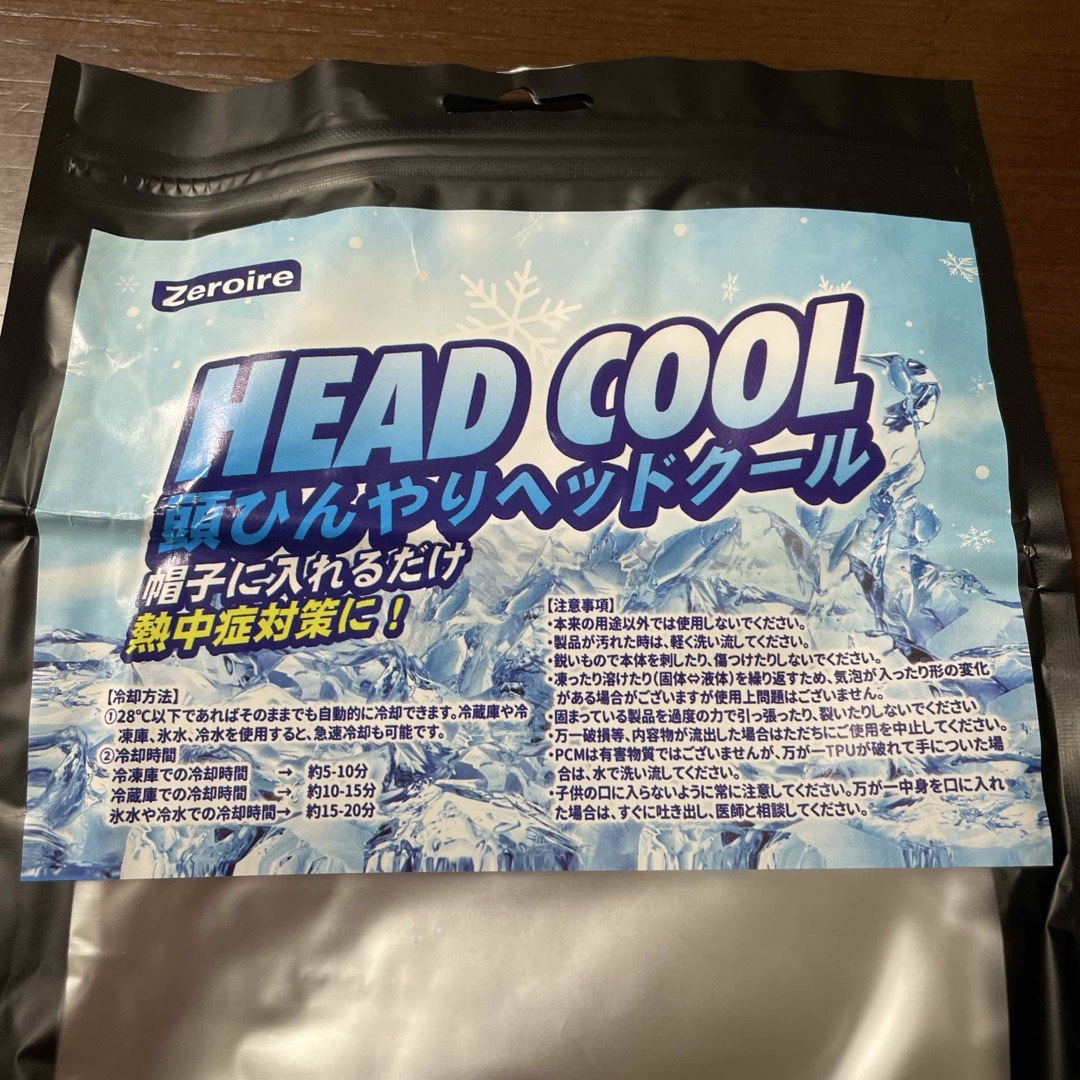 Zeroire
HEAD COOL
頭ひんやりヘッドクール
帽子に入れるだけ
熱中症対策に!
【冷却方法】
①28℃以下であればそのままでも自動的に冷却できます。冷蔵庫や冷
凍庫、氷水、冷水を使用すると、急速冷却も可能です。
②冷却時間
冷凍庫での冷却時間 → 約5-10分
冷蔵庫での冷却時間 → 約10-15分
氷水や冷水での冷却時間→ 約15-20分
【注意事項】
・本来の用途以外では使用しないでください。
・製品が汚れた時は、軽く洗い流してください。
・鋭いもので本体を刺したり、傷つけたりしないでください。
・凍ったり溶けたり(固体⇔液体)を繰り返すため、気泡が入ったり形の変化
がある場合がございますが使用上問題はございません。
・固まっている製品を過度の力で引っ張ったり、裂いたりしないでください
・万一破損等、内容物が流出した場合はただちにご使用を中止してください。
・PCMは有害物質ではございませんが、万が一TPUが破れて手についた場
合は、水で洗い流してください。
・子供の口に入らないように常に注意してください。万が一中身を口に入れ
た場合は、すぐに吐き出し、医師と相談してください。